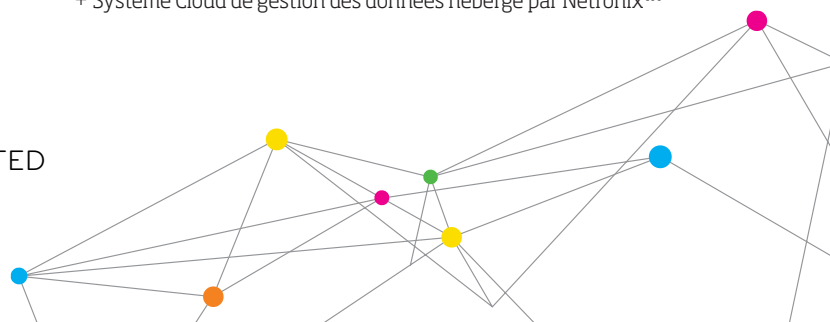 + Système Cloud de gestion des données hébergé par Netronix
TED